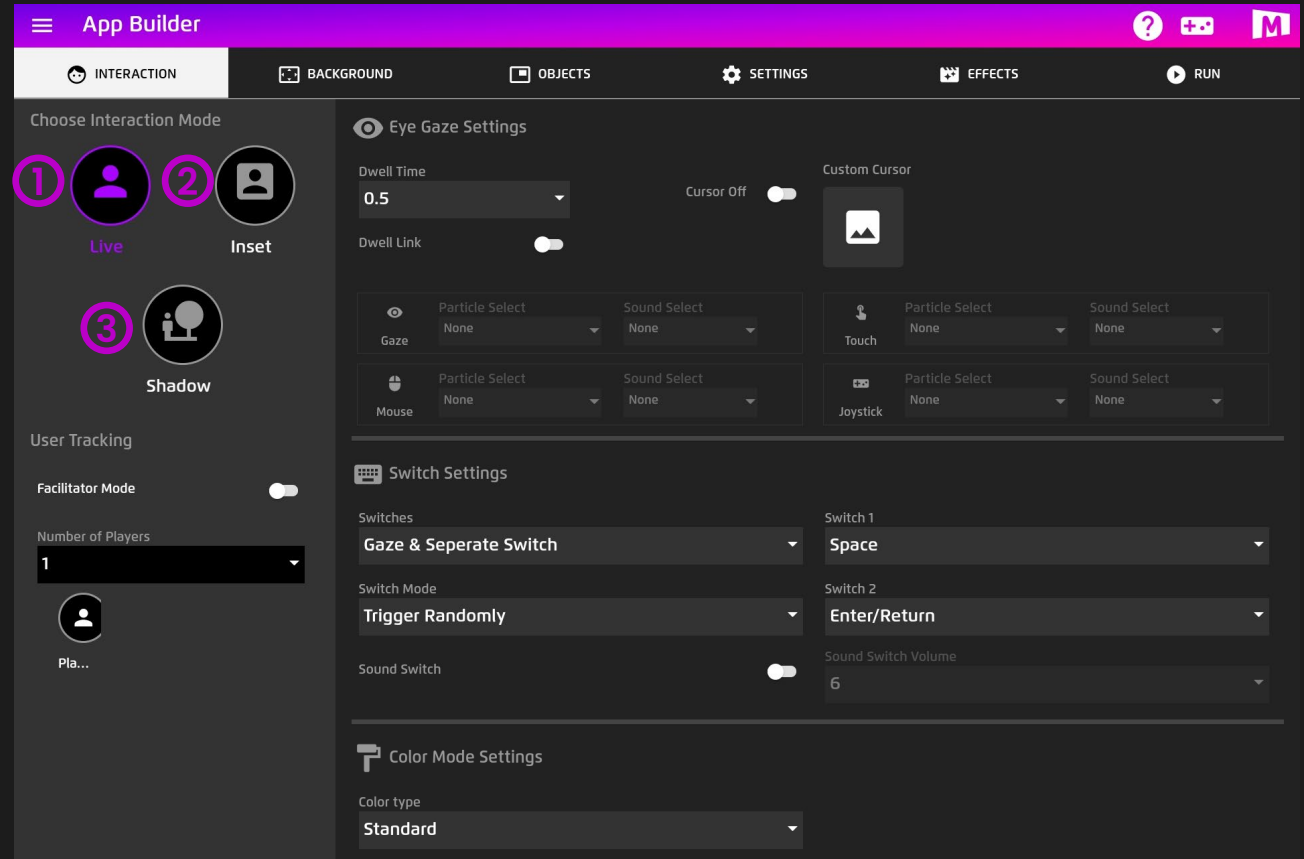 App Builder
?
M
INTERACTION
BACKGROUND
OBJECTS
SETTINGS
EFFECTS
RUN
Choose Interaction Mode
1
2
Live
Inset
3
Shadow
User Tracking
Facilitator Mode
Number of Players
1
Pla...
Eye Gaze Settings
Dwell Time
0.5
Cursor Off
Custom Cursor
Dwell Link
Gaze
Particle Select
None
Sound Select
None
Touch
Particle Select
None
Sound Select
None
Mouse
Particle Select
None
Sound Select
None
Joystick
Particle Select
None
Sound Select
None
Switch Settings
Switches
Gaze & Seperate Switch
Switch 1
Space
Switch Mode
Trigger Randomly
Switch 2
Enter/Return
Sound Switch
Sound Switch Volume
6
Color Mode Settings
Color type
Standard